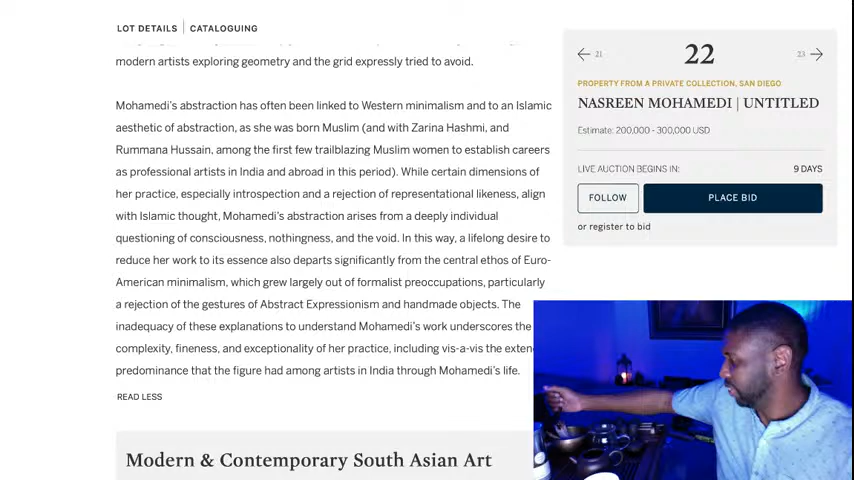 LOT DETAILS | CATALOGUING
modern artists exploring geometry and the grid expressly tried to avoid.
Mohamedi's abstraction has often been linked to Western minimalism and to an Islamic
aesthetic of abstraction, as she was born Muslim (and with Zarina Hashmi, and
Rummana Hussain, among the first few trailblazing Muslim women to establish careers
as professional artists in India and abroad in this period). While certain dimensions of
her practice, especially introspection and a rejection of representational likeness, align
with Islamic thought, Mohamedi's abstraction arises from a deeply individual
questioning of consciousness, nothingness, and the void. In this way, a lifelong desire to
reduce her work to its essence also departs significantly from the central ethos of Euro-
American minimalism, which grew largely out of formalist preoccupations, particularly
a rejection of the gestures of Abstract Expressionism and handmade objects. The
inadequacy of these explanations to understand Mohamedi's work underscores the
complexity, fineness, and exceptionality of her practice, including vis-a-vis the
predominance that the figure had among artists in India through Mohamedi's life.
READ LESS
Modern & Contemporary South Asian Art
21 22 23
PROPERTY FROM A PRIVATE COLLECTION, SAN DIEGO
NASREEN MOHAMEDI | UNTITLED
Estimate: 200,000 - 300,000 USD
LIVE AUCTION BEGINS IN: 9 DAYS
FOLLOW PLACE BID
or register to bid